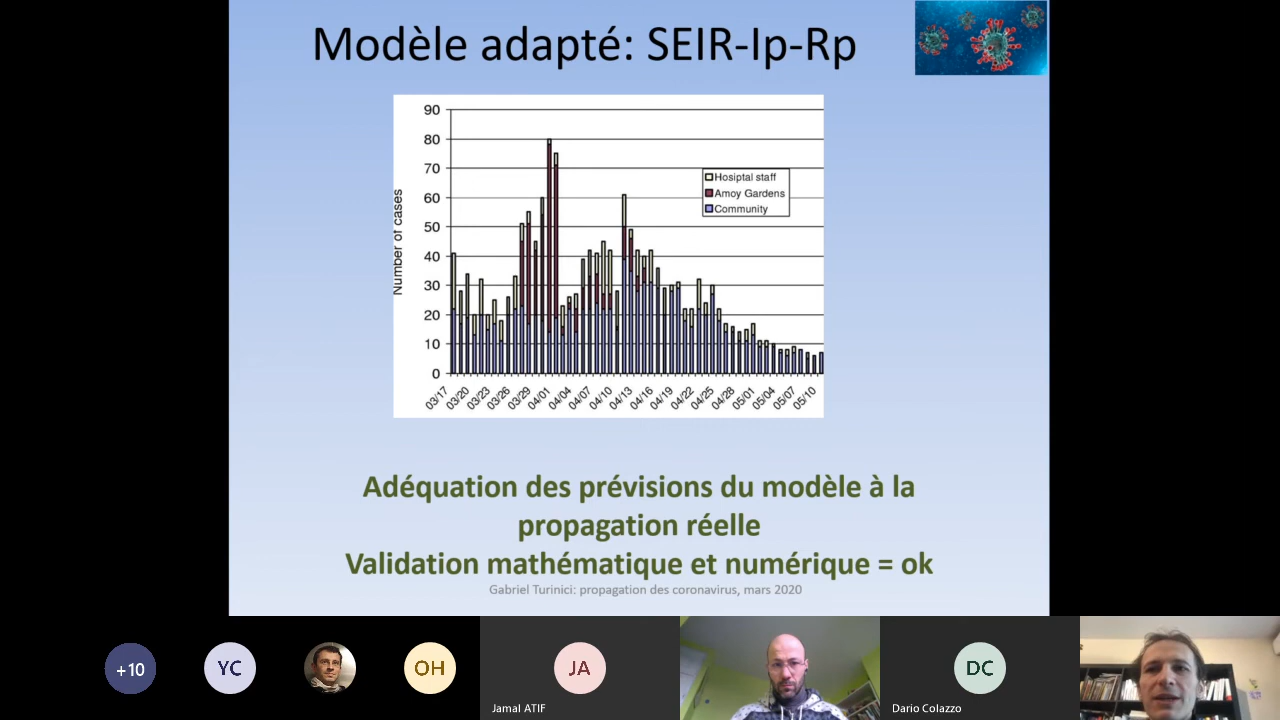 Modèle adapté: SEIR-Ip-Rp
90
80
70
60
50
40
30
20
10
0
Number of cases
Hosiptal staff
Amoy Gardens
Community
03/17
03/20
03/23
03/26
03/29
04/01
04/04
04/07
04/10
04/13
04/16
04/19
04/22
04/25
04/28
05/01
05/04
05/07
05/10
Adéquation des prévisions du modèle à la
propagation réelle
Validation mathématique et numérique = ok
Gabriel Turinici: propagation des coronavirus, mars 2020
+10
YC
OH
JA
Jamal ATIF
DC
Dario Colazzo